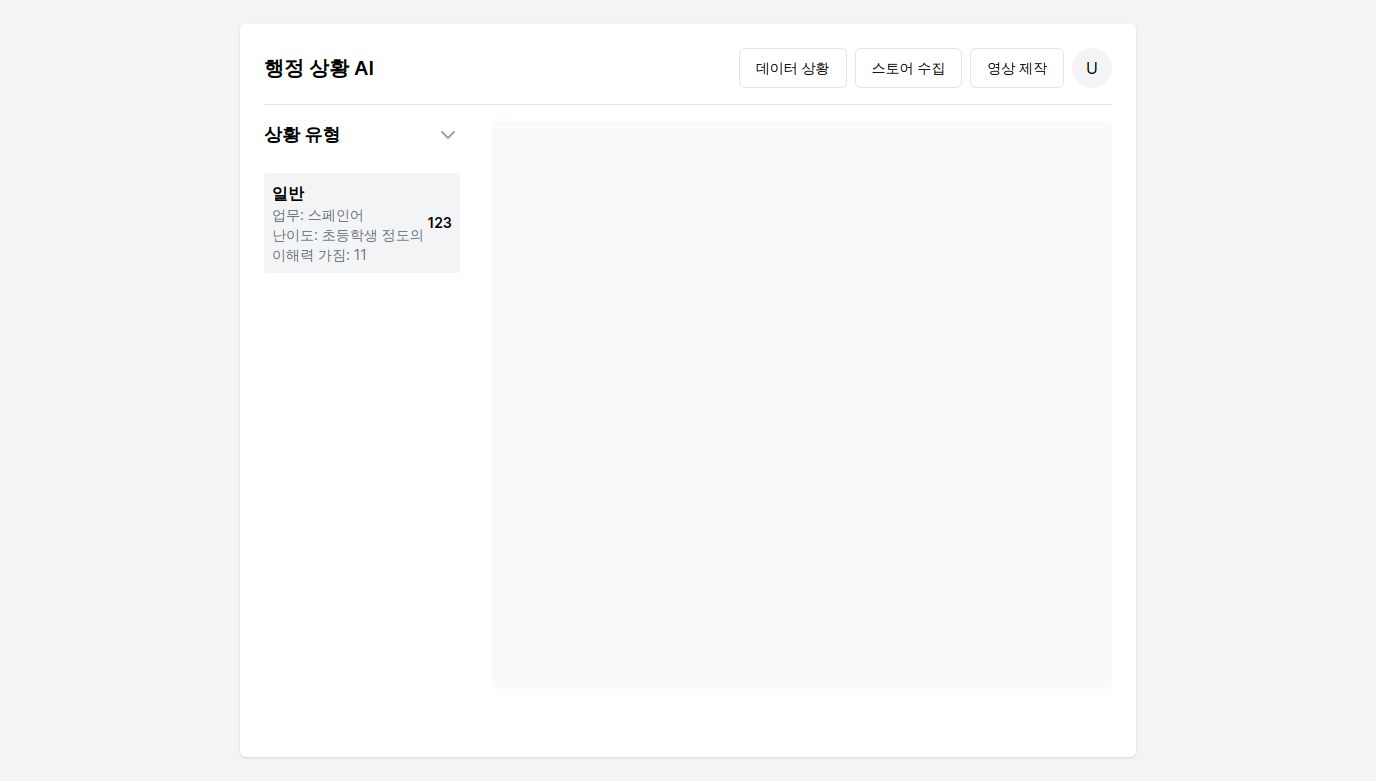 행정 상황 AI
데이터 상황
스토어 수집
영상 제작
U
상황 유형
일반
업무: 스페인어
난이도: 초등학생 정도의
이해력 가짐: 11
123